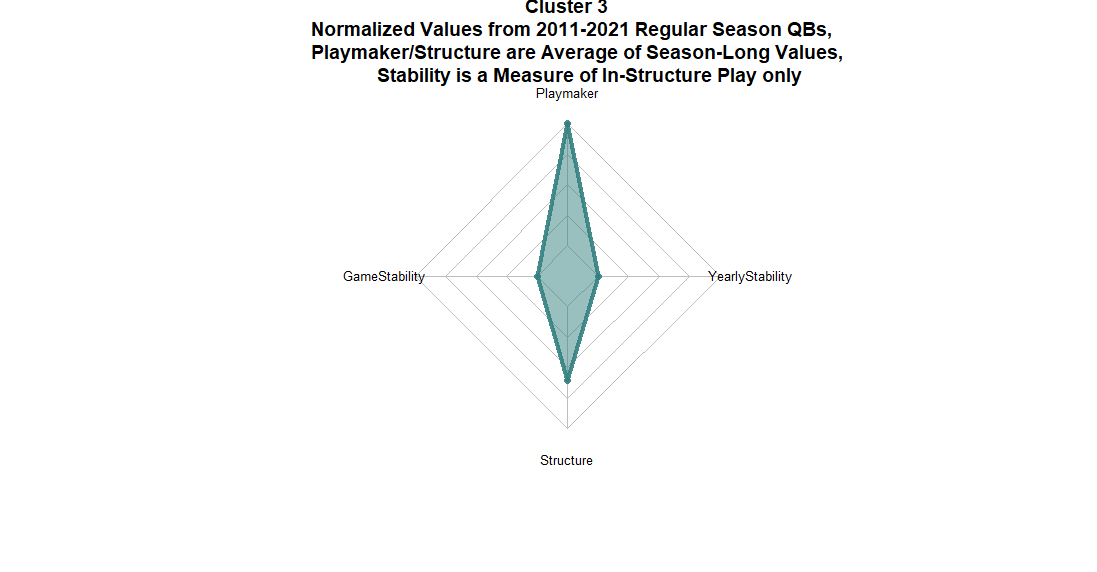 Cluster 3
Normalized Values from 2011-2021 Regular Season QBs,
Playmaker/Structure are Average of Season-Long Values,
Stability is a Measure of In-Structure Play only
Playmaker
GameStability
YearlyStability
Structure